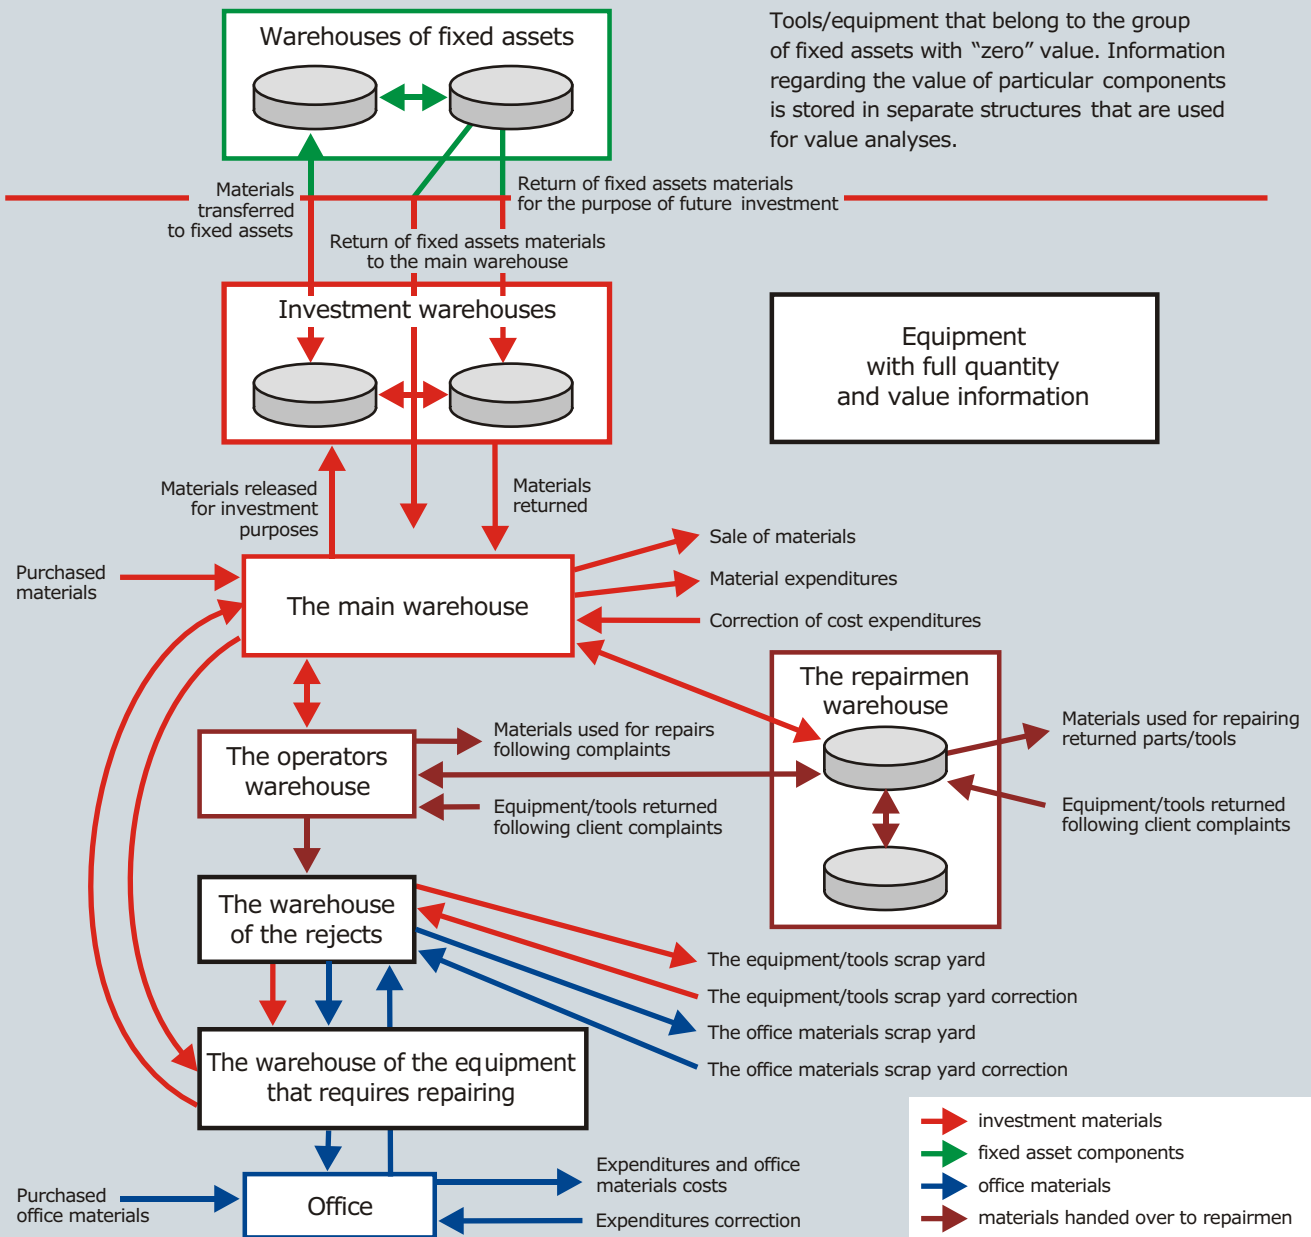 Warehouses of fixed assets
Tools/equipment that belong to the group
of fixed assets with “zero” value. Information
regarding the value of particular components
is stored in separate structures that are used
for value analyses.
Materials
transferred
to fixed assets
Return of fixed assets materials
for the purpose of future investment
Return of fixed assets materials
to the main warehouse
Investment warehouses
Equipment
with full quantity
and value information
Materials released
for investment
purposes
Materials
returned
Purchased
materials
The main warehouse
Sale of materials
Material expenditures
Correction of cost expenditures
The repairmen
warehouse
The operators
warehouse
Materials used for repairs
following complaints
Equipment/tools returned
following client complaints
Materials used for repairing
returned parts/tools
Equipment/tools returned
following client complaints
The warehouse
of the rejects
The equipment/tools scrap yard
The equipment/tools scrap yard correction
The office materials scrap yard
The office materials scrap yard correction
The warehouse of the equipment
that requires repairing
Purchased
office materials
Office
Expenditures and office
materials costs
Expenditures correction
investment materials
fixed asset components
office materials
materials handed over to repairmen